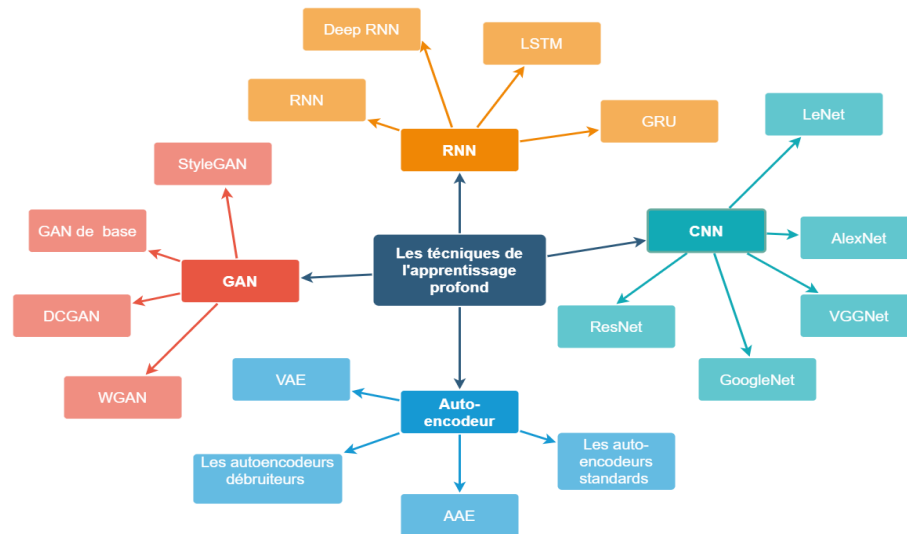 Deep RNN
LSTM
RNN
GRU
LeNet
RNN
StyleGAN
GAN de base
CNN
AlexNet
Les técniques de
l'apprentissage
profond
GAN
DCGAN
ResNet
VGGNet
WGAN
VAE
GoogleNet
Auto-
encodeur
Les autoencodeurs
débruiteurs
Les auto-
encodeurs
standards
AAE